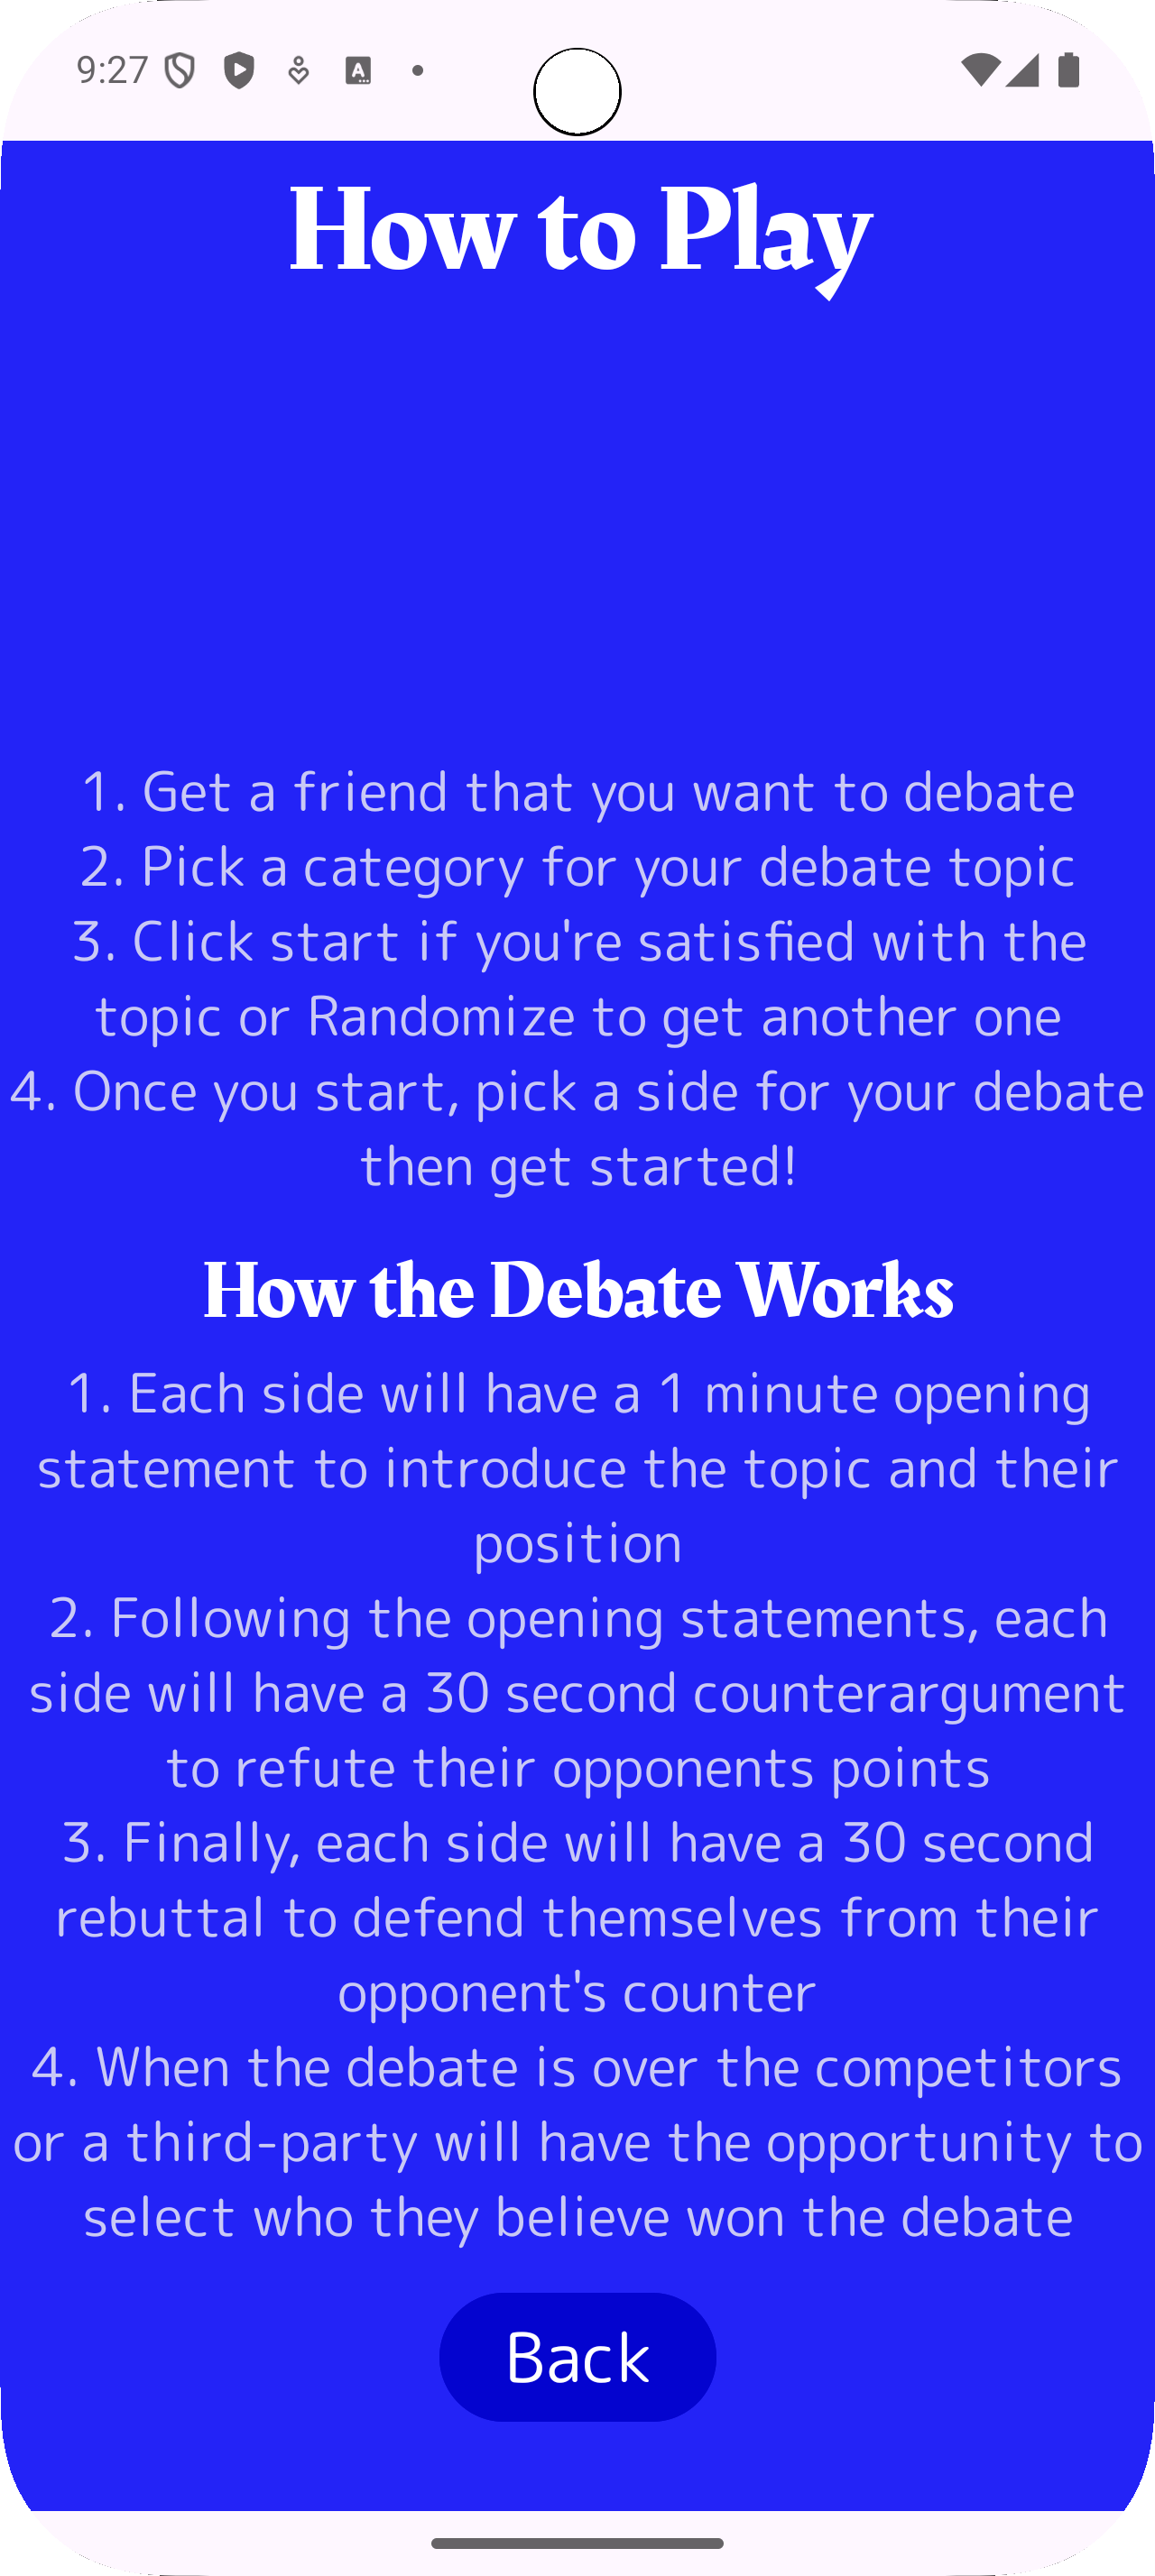 9:27
How to Play
1. Get a friend that you want to debate
2. Pick a category for your debate topic
3. Click start if you're satisfied with the
topic or Randomize to get another one
4. Once you start, pick a side for your debate
then get started!
How the Debate Works
1. Each side will have a 1 minute opening
statement to introduce the topic and their
position
2. Following the opening statements, each
side will have a 30 second counterargument
to refute their opponents points
3. Finally, each side will have a 30 second
rebuttal to defend themselves from their
opponent's counter
4. When the debate is over the competitors
or a third-party will have the opportunity to
select who they believe won the debate
Back